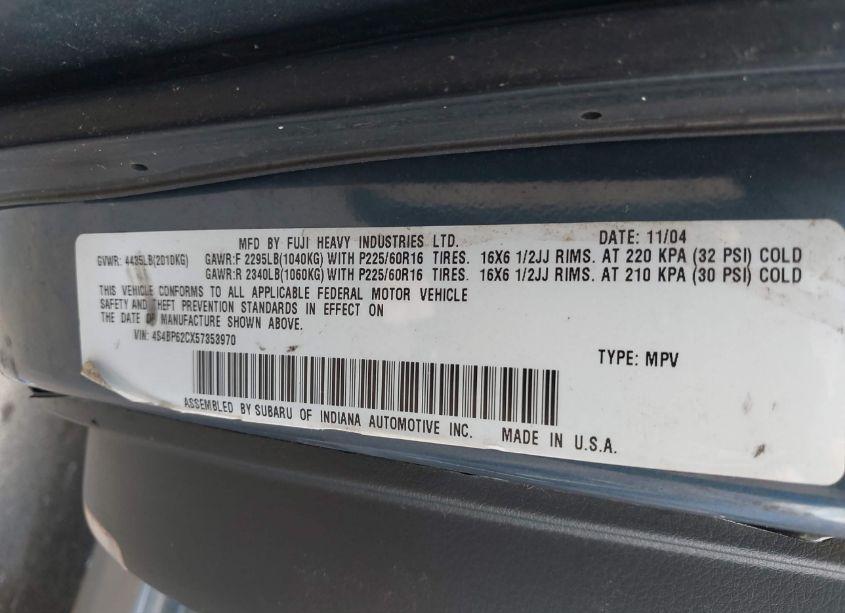 MFD BY FUJI HEAVY INDUSTRIES LTD. DATE: 11/04
GVWR: 4435LB(2010KG) GAWR:F 2295LB(1040KG) WITH P225/60R16 TIRES. 16X6 1/2JJ RIMS. AT 220 KPA (32 PSI) COLD
GAWR:R 2340LB(1060KG) WITH P225/60R16 TIRES. 16X6 1/2JJ RIMS. AT 210 KPA (30 PSI) COLD
THIS VEHICLE CONFORMS TO ALL APPLICABLE FEDERAL MOTOR VEHICLE
SAFETY AND THEFT PREVENTION STANDARDS IN EFFECT ON
THE DATE OF MANUFACTURE SHOWN ABOVE.
VIN: 4S4BP62CX57353970
TYPE: MPV
ASSEMBLED BY SUBARU OF INDIANA AUTOMOTIVE INC. MADE IN U.S.A.